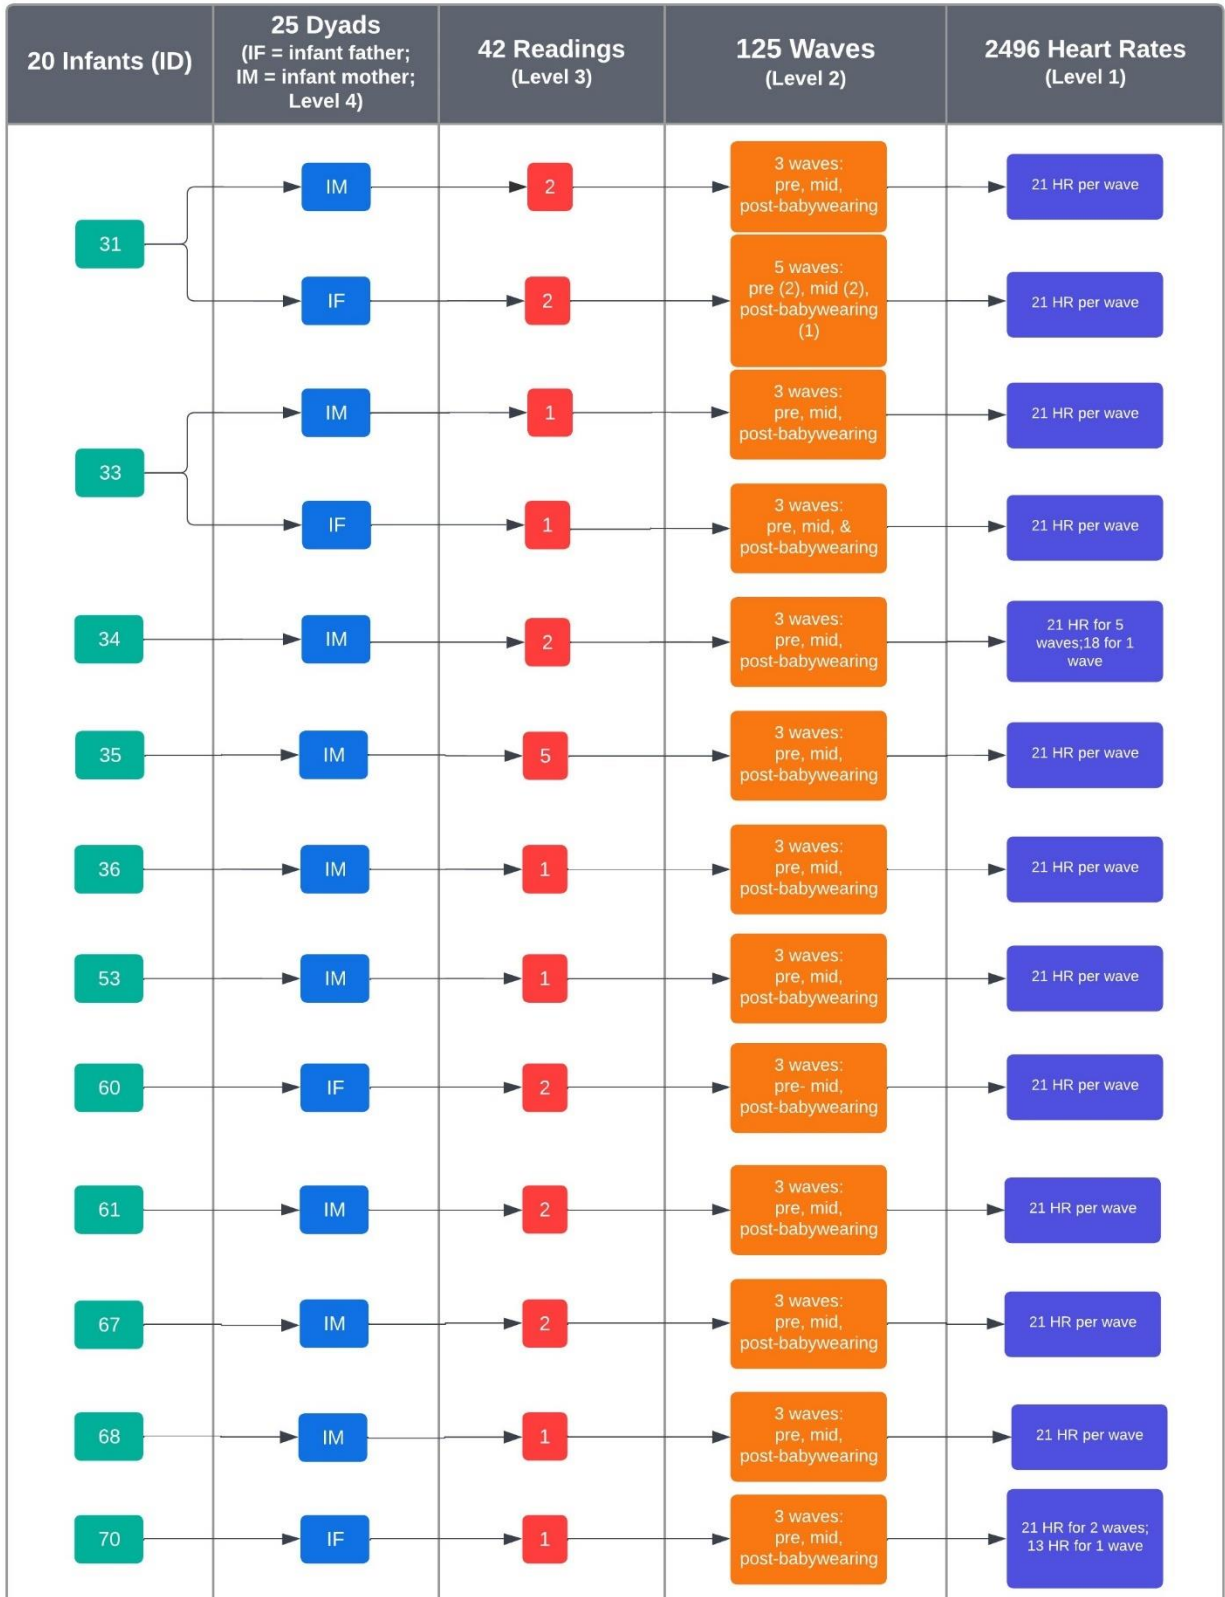 20 Infants (ID)
25 Dyads
(IF = infant father;
IM = infant mother;
Level 4)
42 Readings
(Level 3)
125 Waves
(Level 2)
2496 Heart Rates
(Level 1)
31
IM
2
3 waves:
pre, mid,
post-babywearing
21 HR per wave
IF
2
5 waves:
pre (2), mid (2),
post-babywearing
(1)
21 HR per wave
33
IM
1
3 waves:
pre, mid,
post-babywearing
21 HR per wave
IF
1
3 waves:
pre, mid, &
post-babywearing
21 HR per wave
34
IM
2
3 waves:
pre, mid,
post-babywearing
21 HR for 5
waves;18 for 1
wave
35
IM
5
3 waves:
pre, mid,
post-babywearing
21 HR per wave
36
IM
1
3 waves:
pre, mid,
post-babywearing
21 HR per wave
53
IM
1
3 waves:
pre, mid,
post-babywearing
21 HR per wave
60
IF
2
3 waves:
pre- mid,
post-babywearing
21 HR per wave
61
IM
2
3 waves:
pre, mid,
post-babywearing
21 HR per wave
67
IM
2
3 waves:
pre, mid,
post-babywearing
21 HR per wave
68
IM
1
3 waves:
pre, mid,
post-babywearing
21 HR per wave
70
IF
1
3 waves:
pre, mid,
post-babywearing
21 HR for 2 waves;
13 HR for 1 wave